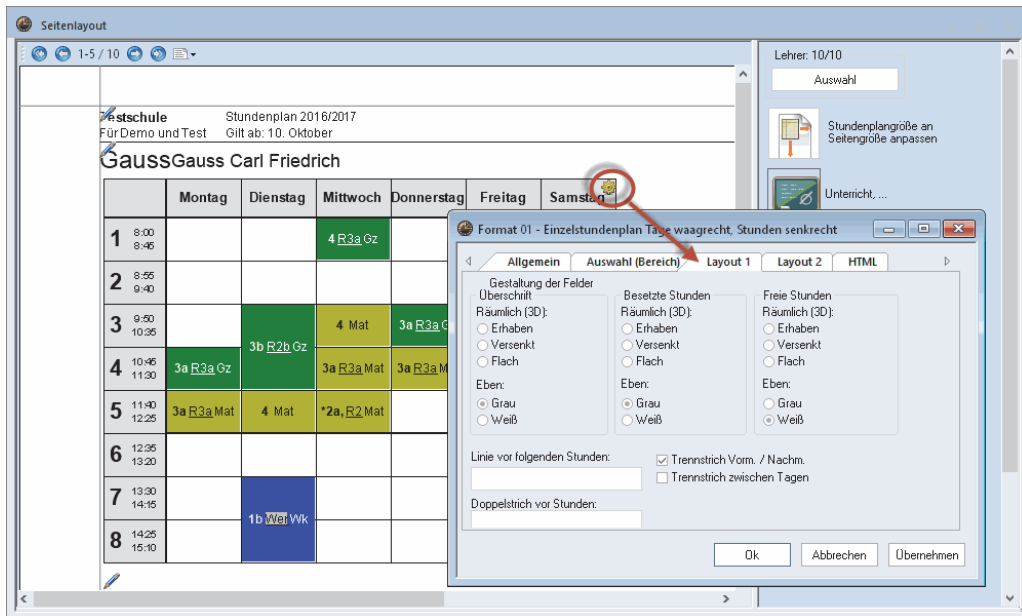 Seitenlayout
1-5 / 10
Testschule Stundenplan 2016/2017
Für Demo und Test Gilt ab: 10. Oktober
Gauss Gauss Carl Friedrich
Montag Dienstag Mittwoch Donnerstag Freitag Samstag
1 8:00 8:45 4 R3a Gz
2 8:55 9:40
3 9:50 10:35 3b R2b Gz 4 Mat 3a R3a
4 10:45 11:30 3a R3a Gz 3a R3a Mat 3a R3a
5 11:40 12:25 3a R3a Mat 4 Mat *2a, R2 Mat
6 12:35 13:20
7 13:30 14:15 1b Wer Wk
8 14:25 15:10
Lehrer: 10/10
Auswahl
Stundenplangröße an
Seitengröße anpassen
Unterricht, ...
Format 01 - Einzelstundenplan Tage waagrecht, Stunden senkrecht
Allgemein Auswahl (Bereich) Layout 1 Layout 2 HTML
Gestaltung der Felder
Überschrift Besetzte Stunden Freie Stunden
Räumlich (3D): Räumlich (3D): Räumlich (3D):
Erhaben Erhaben Erhaben
Versenkt Versenkt Versenkt
Flach Flach Flach
Eben: Eben: Eben:
Grau Grau Grau
Weiß Weiß Weiß
Linie vor folgenden Stunden: Trennstrich Vorm. / Nachm.
Trennstrich zwischen Tagen
Doppelstrich vor Stunden:
Ok Abbrechen Übernehmen